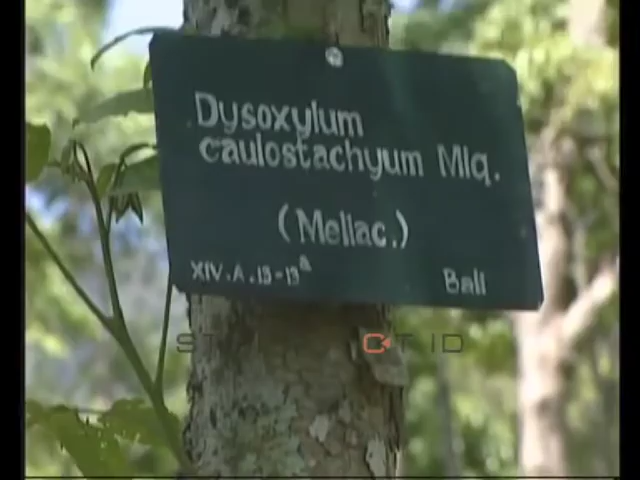 Dysoxylum
caulostachyum Miq.
(Meliac.)
XIV.A.13-13a
Bali